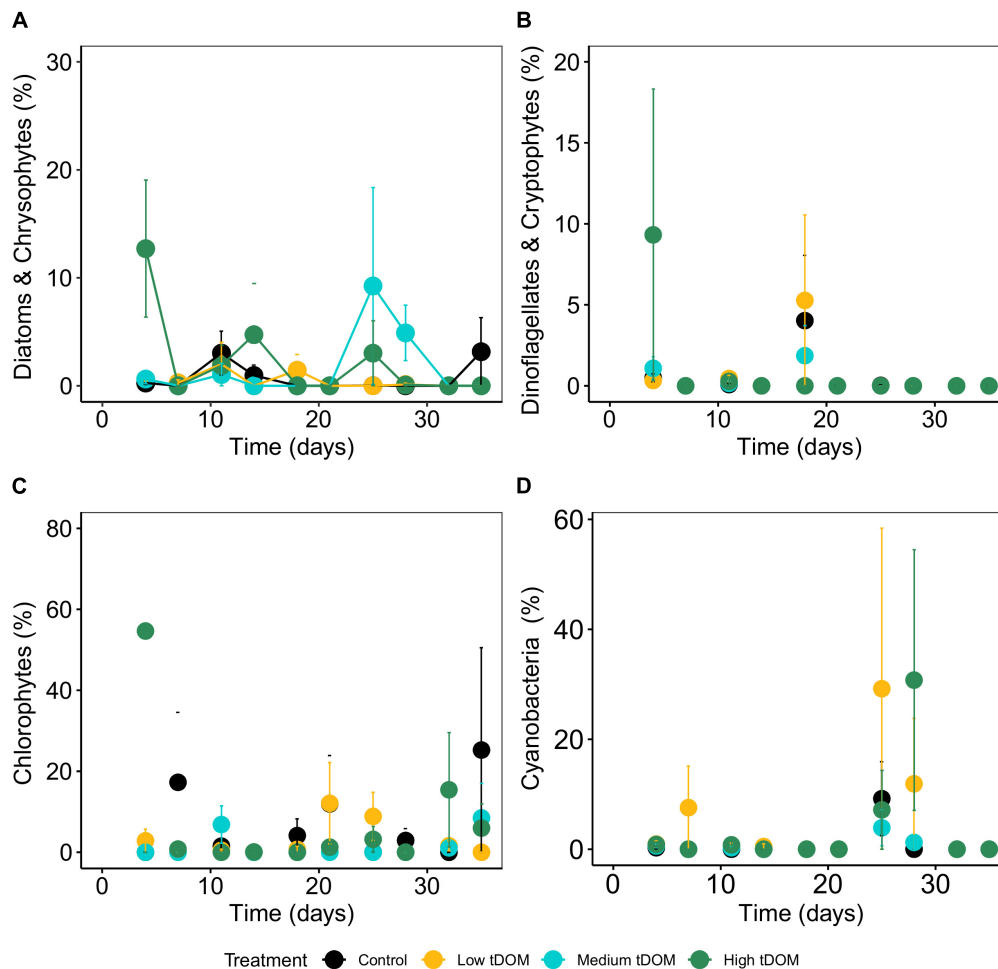 A
B
Diatoms & Chrysophytes (%)
30
20
10
0
0 10 20 30
Time (days)
Dinoflagellates & Cryptophytes (%)
20
15
10
5
0
0 10 20 30
Time (days)
C
D
Chlorophytes (%)
80
60
40
20
0
0 10 20 30
Time (days)
Cyanobacteria (%)
60
40
20
0
0 10 20 30
Time (days)
Treatment Control Low tDOM Medium tDOM High tDOM